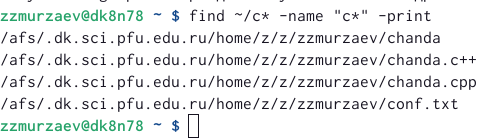 zzmurzaev@dk8n78 ~ $ find ~/c* -name "c*" -print
/afs/.dk.sci.pfu.edu.ru/home/z/z/zzmurzaev/chanda
/afs/.dk.sci.pfu.edu.ru/home/z/z/zzmurzaev/chanda.c++
/afs/.dk.sci.pfu.edu.ru/home/z/z/zzmurzaev/chanda.cpp
/afs/.dk.sci.pfu.edu.ru/home/z/z/zzmurzaev/conf.txt
zzmurzaev@dk8n78 ~ $